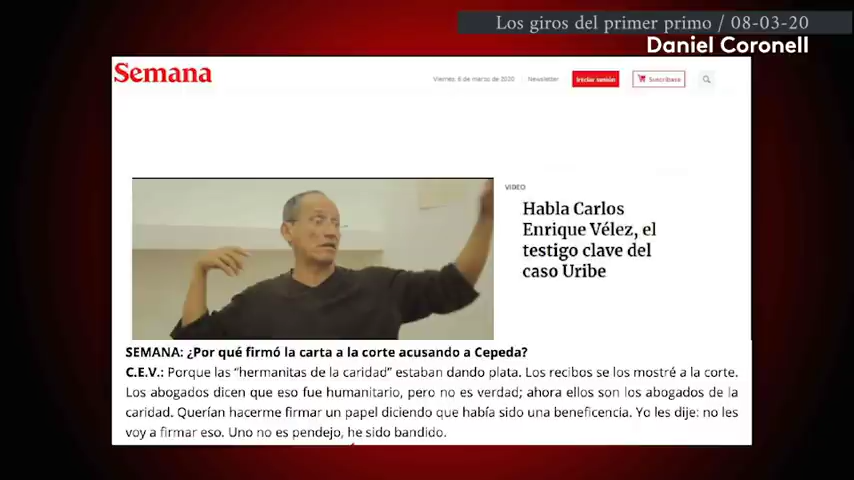 Los giros del primer primo / 08-03-20
Daniel Coronell
Semana
Viernes, 6 de marzo de 2020
Newsletter
Iniciar sesión
Suscríbase
VIDEO
Habla Carlos
Enrique Vélez, el
testigo clave del
caso Uribe
SEMANA: ¿Por qué firmó la carta a la corte acusando a Cepeda?
C.E.V.: Porque las “hermanitas de la caridad” estaban dando plata. Los recibos se los mostré a la corte.
Los abogados dicen que eso fue humanitario, pero no es verdad; ahora ellos son los abogados de la
caridad. Querían hacerme firmar un papel diciendo que había sido una beneficencia. Yo les dije: no les
voy a firmar eso. Uno no es pendejo, he sido bandido.